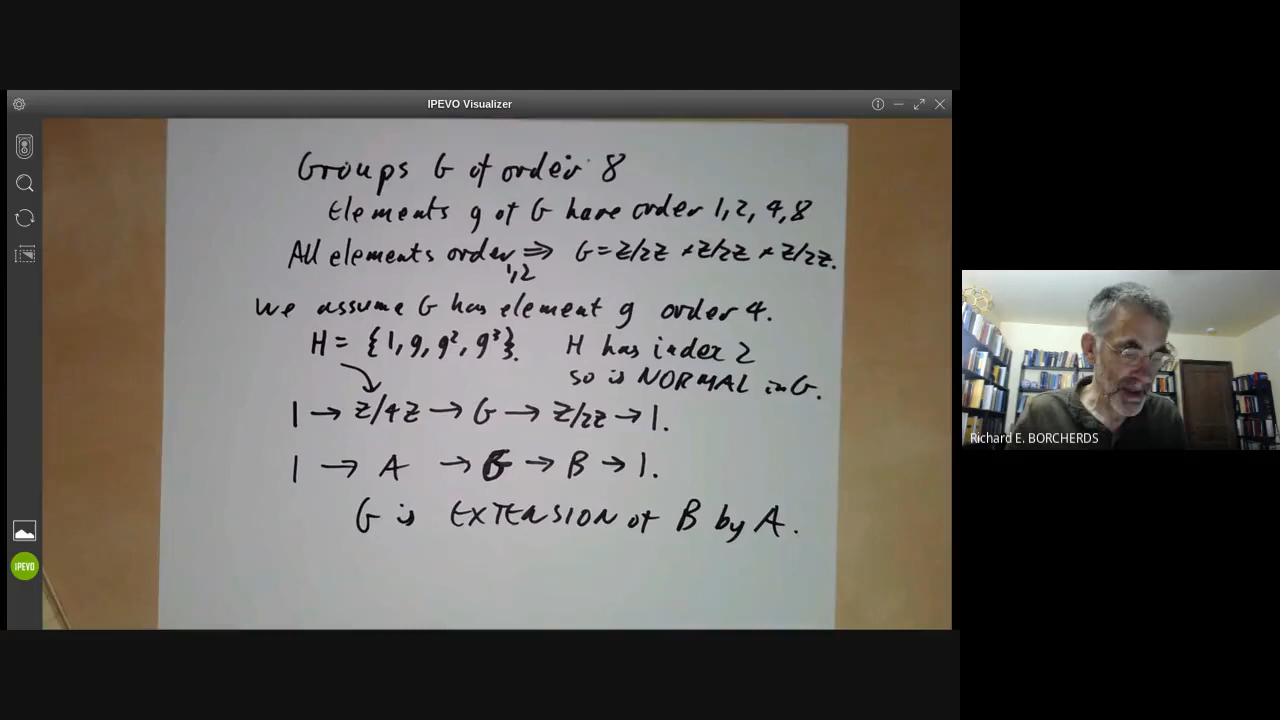 IPEVO Visualizer
Groups G of order 8
Elements g of G have order 1, 2, 4, 8
All elements order 1,2 ⇒ G = Z/2Z × Z/2Z × Z/2Z.
We assume G has element g order 4.
H = {1, g, g², g³}. H has index 2
so is NORMAL in G.
1 → Z/4Z → G → Z/2Z → 1.
1 → A → G → B → 1.
G is EXTENSION of B by A.
IPEVO
Richard E. BORCHERDS